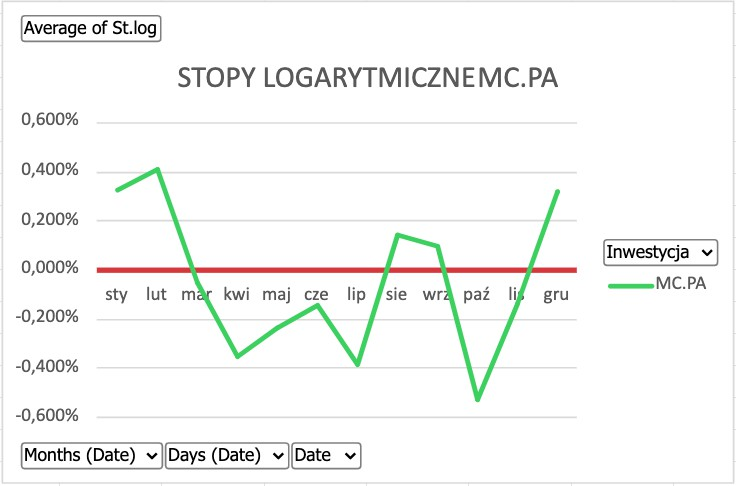 Average of St.log
STOPY LOGARYTMICZNEMC.PA
0,600%
0,400%
0,200%
0,000%
-0,200%
-0,400%
-0,600%
sty lut mar kwi maj cze lip sie wrz paź lis gru
Inwestycja
MC.PA
Months (Date) Days (Date) Date